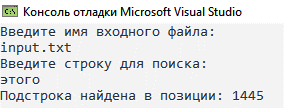 Консоль отладки Microsoft Visual Studio
Введите имя входного файла:
input.txt
Введите строку для поиска:
этого
Подстрока найдена в позиции: 1445